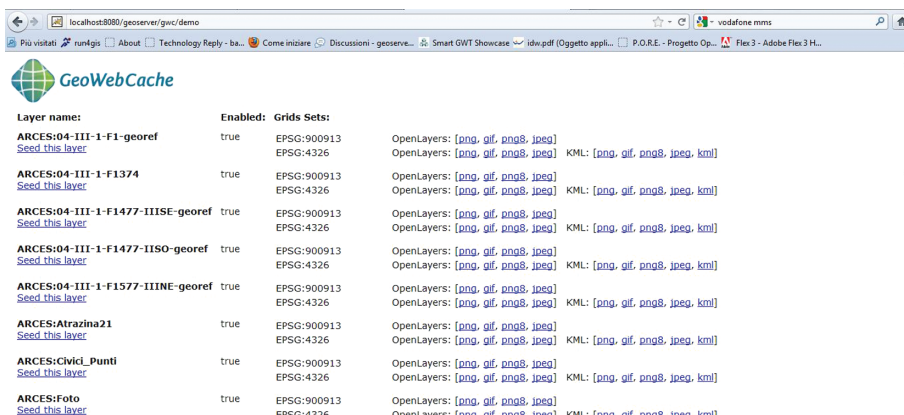 localhost:8080/geoserver/gwc/demo
vodafone mms
Più visitati run4gis About Technology Reply - ba... Come iniziare Discussioni - geoserve... Smart GWT Showcase idw.pdf (Oggetto appli... P.O.R.E. - Progetto Op... Flex 3 - Adobe Flex 3 H...
GeoWebCache
Layer name: Enabled: Grids Sets:
ARCES:04-III-1-F1-georef true EPSG:900913 OpenLayers: [png, gif, png8, jpeg]
Seed this layer EPSG:4326 OpenLayers: [png, gif, png8, jpeg] KML: [png, gif, png8, jpeg, kml]
ARCES:04-III-1-F1374 true EPSG:900913 OpenLayers: [png, gif, png8, jpeg]
Seed this layer EPSG:4326 OpenLayers: [png, gif, png8, jpeg] KML: [png, gif, png8, jpeg, kml]
ARCES:04-III-1-F1477-IIISE-georef true EPSG:900913 OpenLayers: [png, gif, png8, jpeg]
Seed this layer EPSG:4326 OpenLayers: [png, gif, png8, jpeg] KML: [png, gif, png8, jpeg, kml]
ARCES:04-III-1-F1477-IISO-georef true EPSG:900913 OpenLayers: [png, gif, png8, jpeg]
Seed this layer EPSG:4326 OpenLayers: [png, gif, png8, jpeg] KML: [png, gif, png8, jpeg, kml]
ARCES:04-III-1-F1577-IIINE-georef true EPSG:900913 OpenLayers: [png, gif, png8, jpeg]
Seed this layer EPSG:4326 OpenLayers: [png, gif, png8, jpeg] KML: [png, gif, png8, jpeg, kml]
ARCES:Atrazina21 true EPSG:900913 OpenLayers: [png, gif, png8, jpeg]
Seed this layer EPSG:4326 OpenLayers: [png, gif, png8, jpeg] KML: [png, gif, png8, jpeg, kml]
ARCES:Civici_Punti true EPSG:900913 OpenLayers: [png, gif, png8, jpeg]
Seed this layer EPSG:4326 OpenLayers: [png, gif, png8, jpeg] KML: [png, gif, png8, jpeg, kml]
ARCES:Foto true EPSG:900913 OpenLayers: [png, gif, png8, jpeg]
Seed this layer EPSG:4326 OpenLayers: [png, gif, png8, jpeg] KML: [png, gif, png8, jpeg, kml]